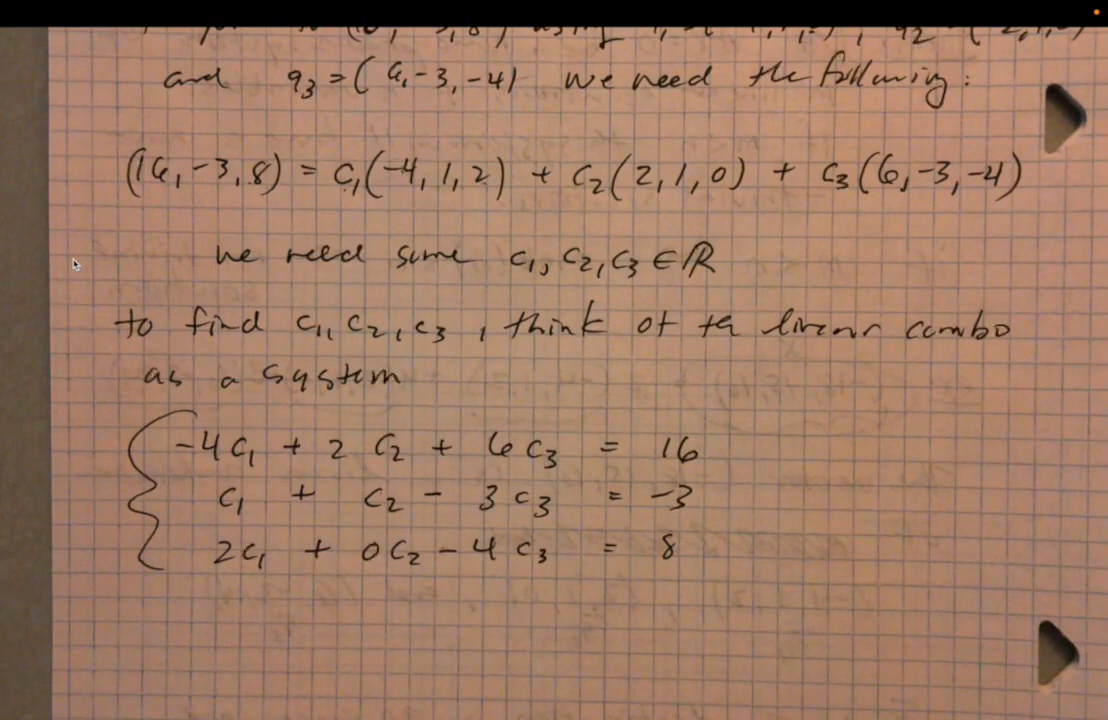 and q₃ = (6, -3, -4) we need the following:
(16, -3, 8) = c₁(-4, 1, 2) + c₂(2, 1, 0) + c₃(6, -3, -4)
we need some c₁, c₂, c₃ ∈ ℝ
to find c₁, c₂, c₃, think of the linear combo
as a system
-4c₁ + 2c₂ + 6c₃ = 16
c₁ + c₂ - 3c₃ = -3
2c₁ + 0c₂ - 4c₃ = 8